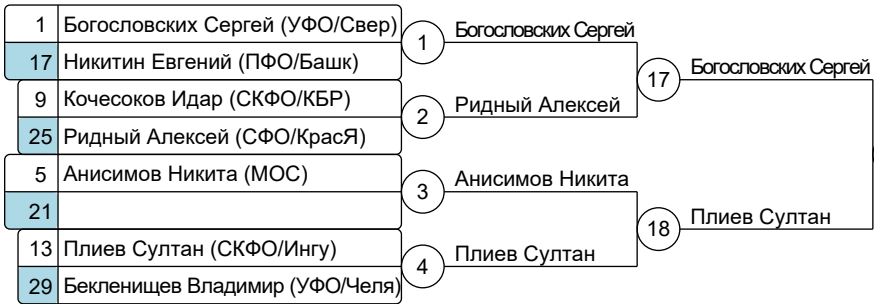 1 Богословских Сергей (УФО/Свер)
17 Никитин Евгений (ПФО/Башк)
1
Богословских Сергей
9 Кочесоков Идар (СКФО/КБР)
25 Ридный Алексей (СФО/КрасЯ)
2
Ридный Алексей
17
Богословских Сергей
5 Анисимов Никита (МОС)
21
3
Анисимов Никита
13 Плиев Султан (СКФО/Ингу)
29 Бекленищев Владимир (УФО/Челя)
4
Плиев Султан
18
Плиев Султан